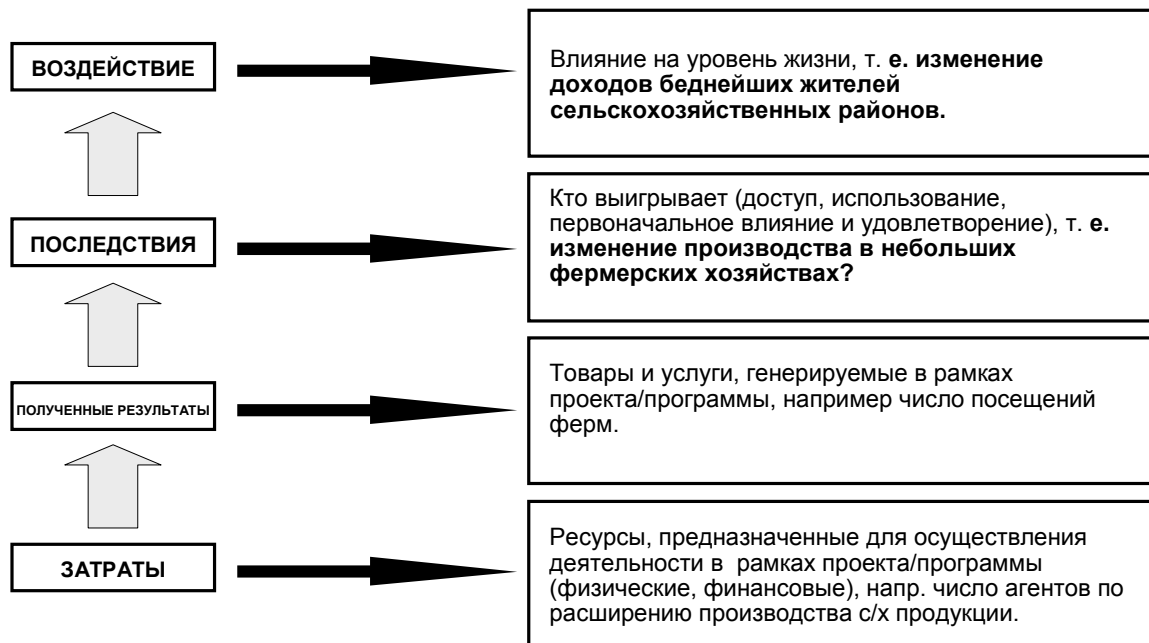 ВОЗДЕЙСТВИЕ
Влияние на уровень жизни, т. е. изменение
доходов беднейших жителей
сельскохозяйственных районов.
ПОСЛЕДСТВИЯ
Кто выигрывает (доступ, использование,
первоначальное влияние и удовлетворение), т. е.
изменение производства в небольших
фермерских хозяйствах?
ПОЛУЧЕННЫЕ РЕЗУЛЬТАТЫ
Товары и услуги, генерируемые в рамках
проекта/программы, например число посещений
ферм.
ЗАТРАТЫ
Ресурсы, предназначенные для осуществления
деятельности в рамках проекта/программы
(физические, финансовые), напр. число агентов по
расширению производства с/х продукции.